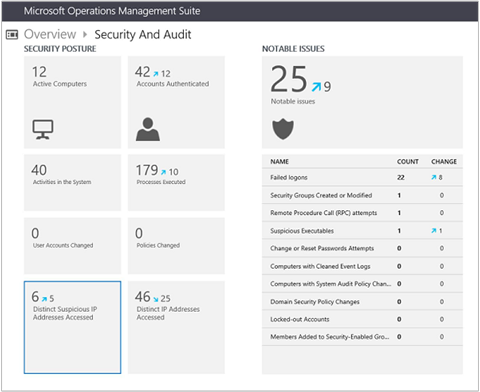 Microsoft Operations Management Suite
Overview Security And Audit
SECURITY POSTURE
12
Active Computers
42 12
Accounts Authenticated
40
Activities in the System
179 10
Processes Executed
0
User Accounts Changed
0
Policies Changed
6 5
Distinct Suspicious IP
Addresses Accessed
46 25
Distinct IP Addresses
Accessed
NOTABLE ISSUES
25 9
Notable issues
NAME COUNT CHANGE
Failed logons 22 8
Security Groups Created or Modified 1 0
Remote Procedure Call (RPC) attempts 1 0
Suspicious Executables 1 1
Change or Reset Passwords Attempts 0 0
Computers with Cleaned Event Logs 0 0
Computers with System Audit Policy Chan... 0 0
Domain Security Policy Changes 0 0
Locked-out Accounts 0 0
Members Added to Security-Enabled Gro... 0 0